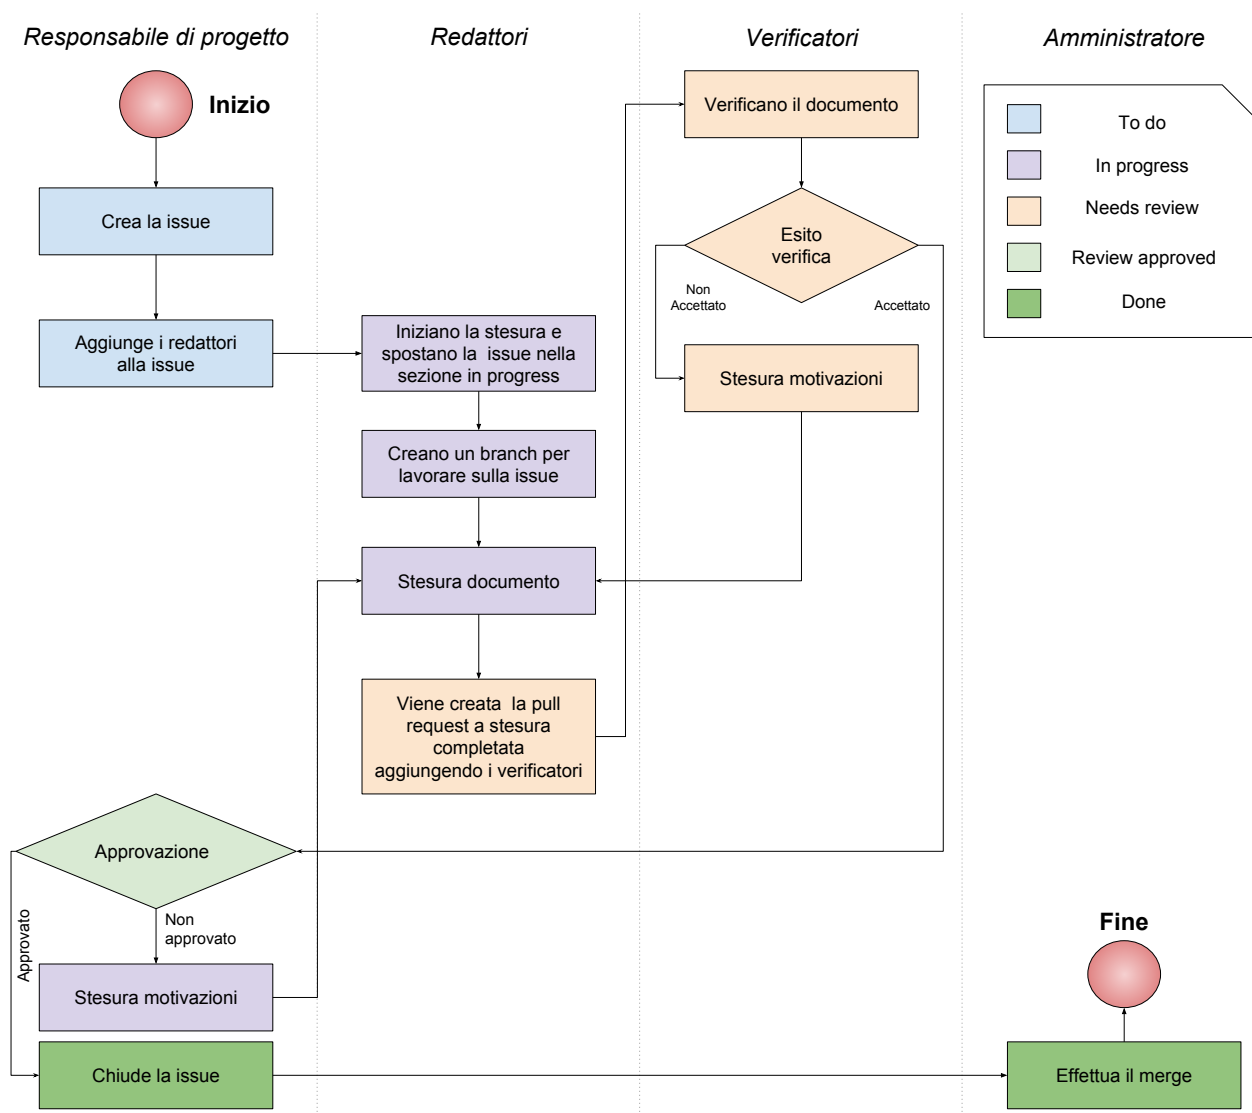 Responsabile di progetto
Redattori
Verificatori
Amministratore
Inizio
Verificano il documento
To do
In progress
Needs review
Review approved
Done
Crea la issue
Esito
verifica
Non
Accettato
Accettato
Aggiunge i redattori
alla issue
Iniziano la stesura e
spostano la issue nella
sezione in progress
Stesura motivazioni
Creano un branch per
lavorare sulla issue
Stesura documento
Viene creata la pull
request a stesura
completata
aggiungendo i verificatori
Approvazione
Approvato
Non
approvato
Fine
Stesura motivazioni
Chiude la issue
Effettua il merge